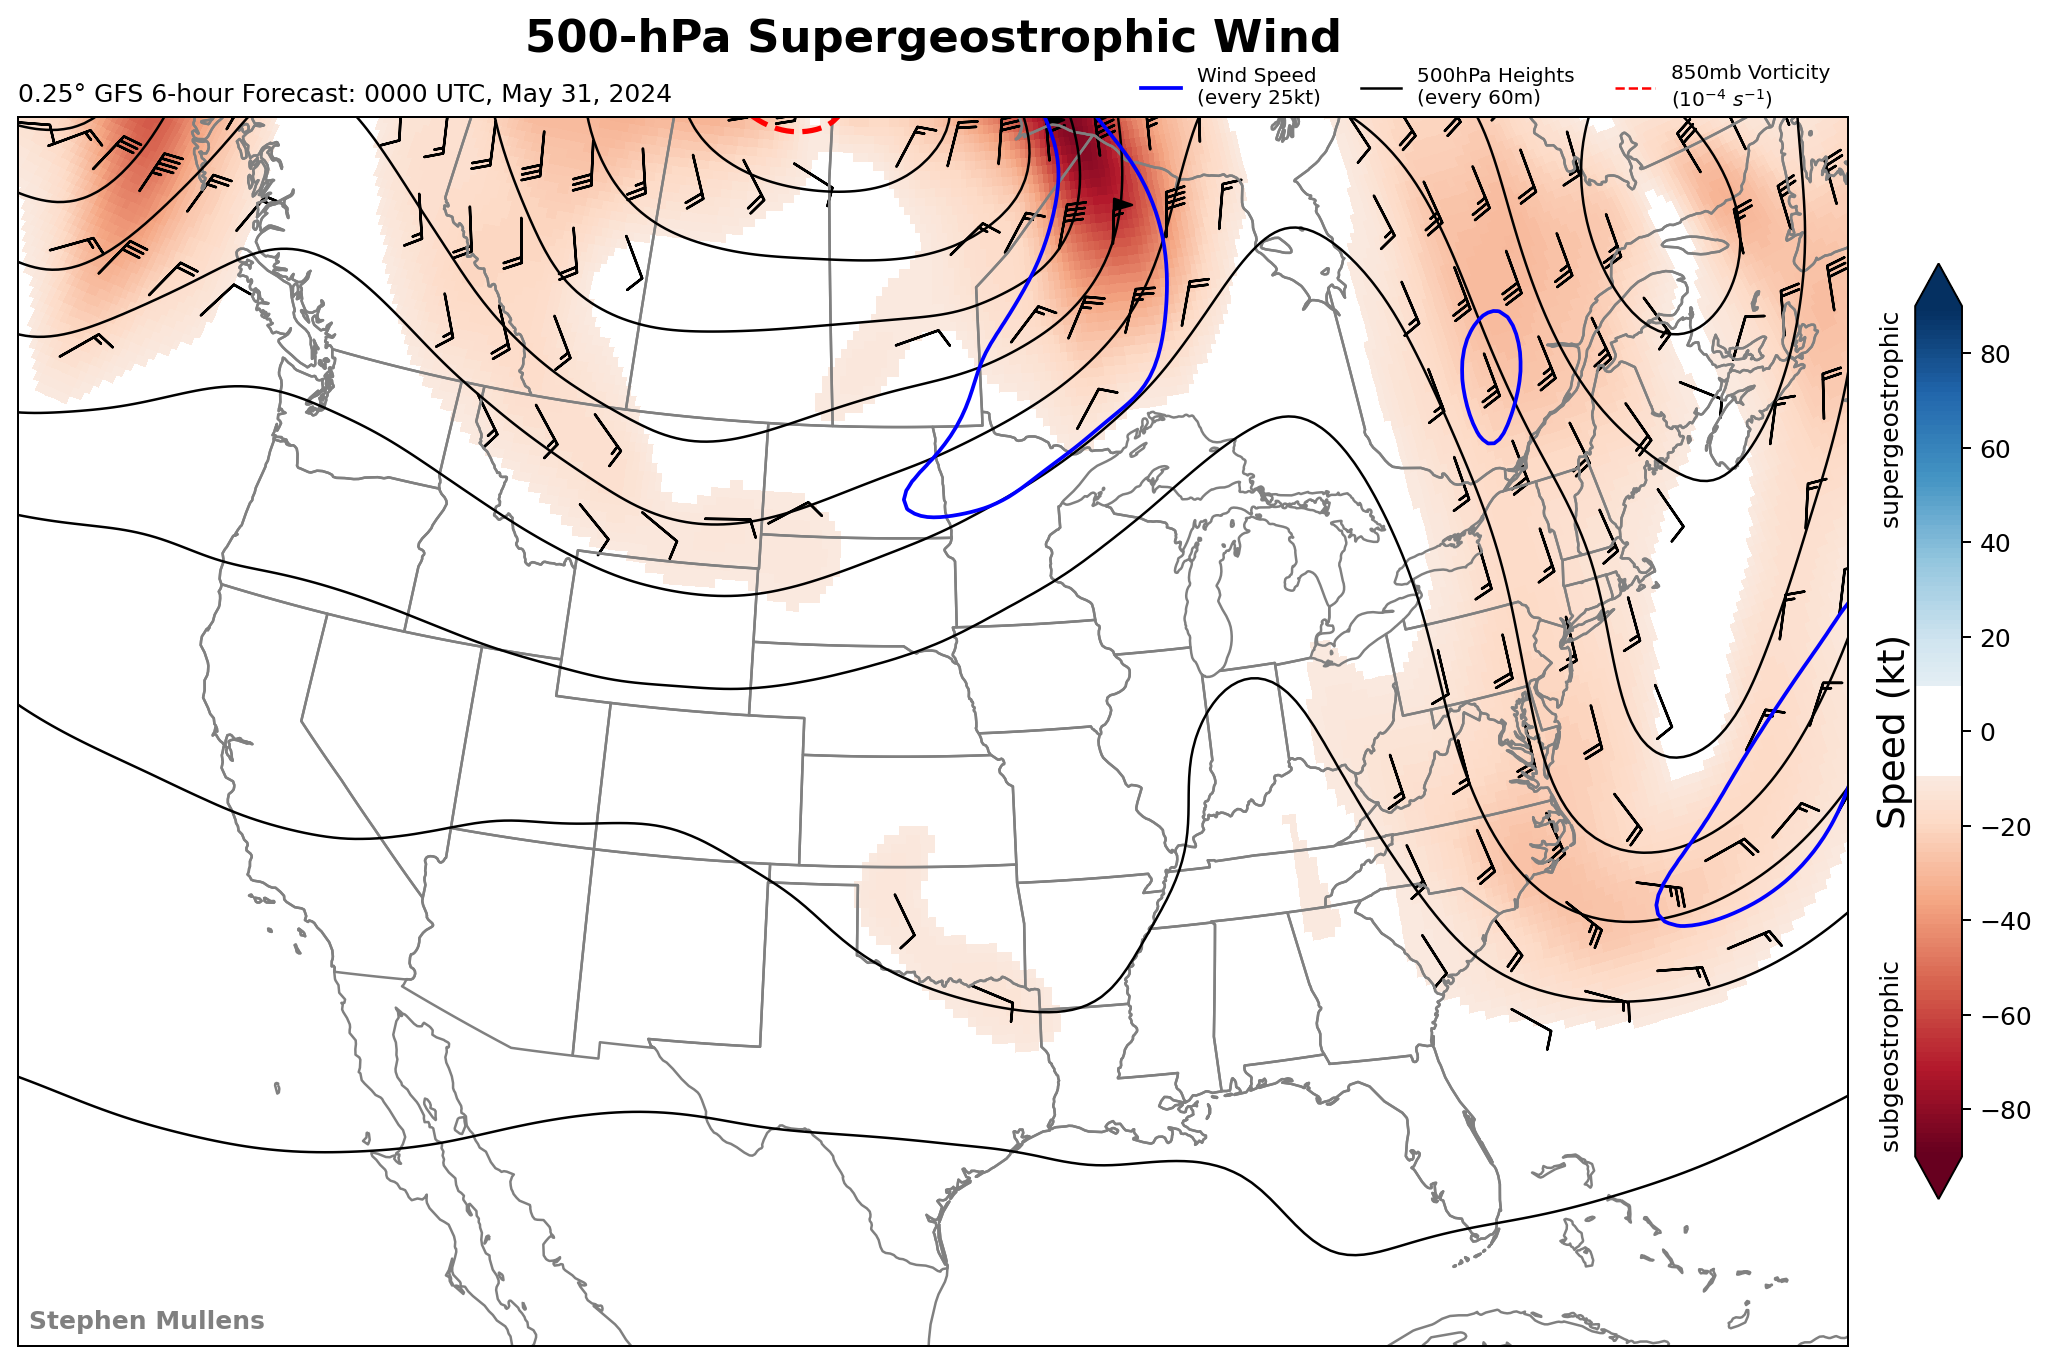 500-hPa Supergeostrophic Wind
0.25° GFS 6-hour Forecast: 0000 UTC, May 31, 2024
Wind Speed
(every 25kt)
500hPa Heights
(every 60m)
850mb Vorticity
(10⁻⁴ s⁻¹)
supergeostrophic
Speed (kt)
subgeostrophic
80
60
40
20
0
−20
−40
−60
−80
Stephen Mullens